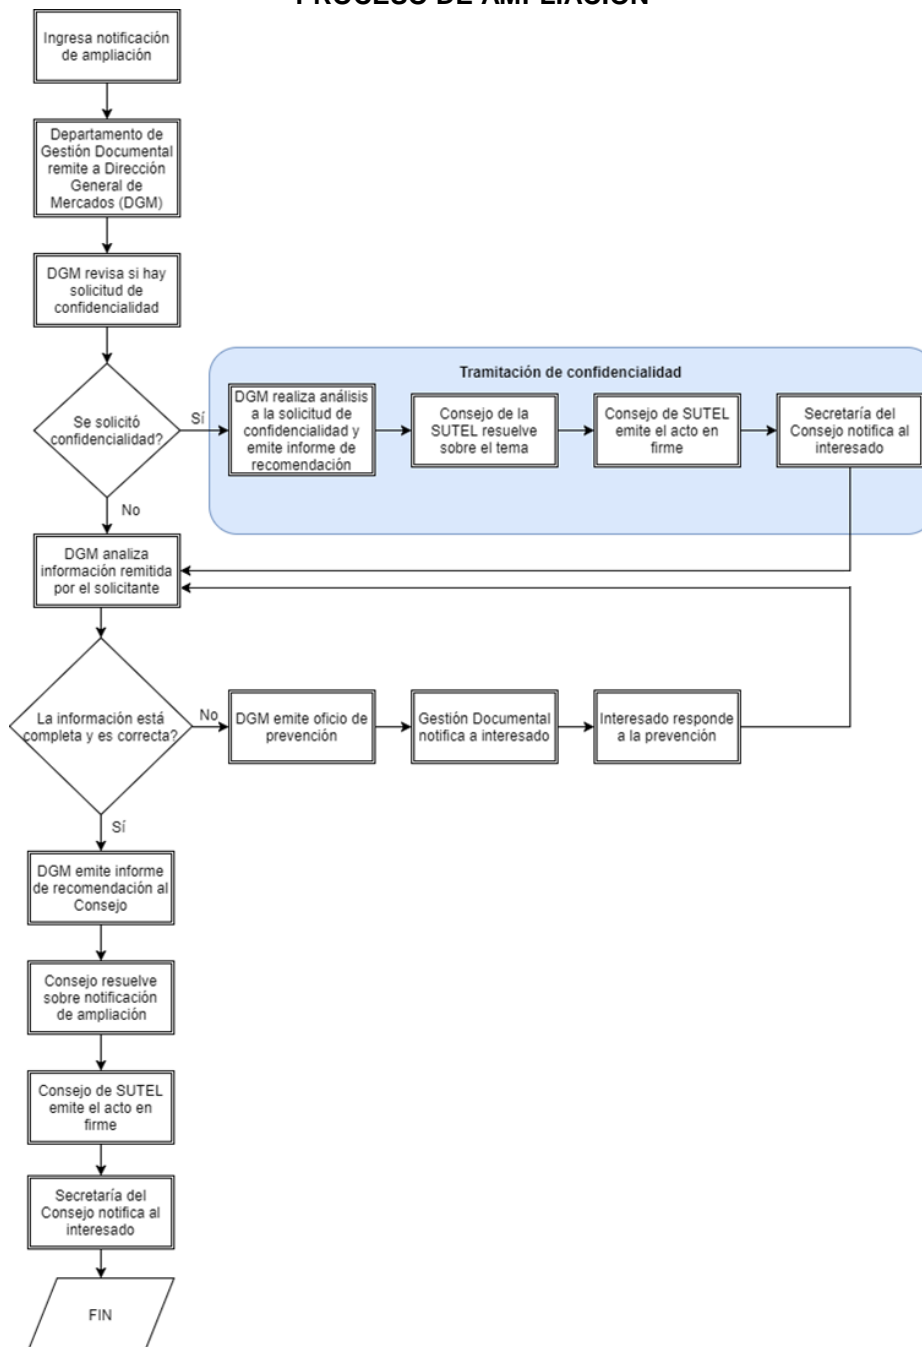 PROCESO DE AMPLIACIÓN
Ingresa notificación
de ampliación
Departamento de
Gestión Documental
remite a Dirección
General de
Mercados (DGM)
DGM revisa si hay
solicitud de
confidencialidad
Se solicitó
confidencialidad?
Sí
No
Tramitación de confidencialidad
DGM realiza análisis
a la solicitud de
confidencialidad y
emite informe de
recomendación
Consejo de la
SUTEL resuelve
sobre el tema
Consejo de SUTEL
emite el acto en
firme
Secretaría del
Consejo notifica al
interesado
DGM analiza
información remitida
por el solicitante
La información está
completa y es correcta?
No
DGM emite oficio de
prevención
Gestión Documental
notifica a interesado
Interesado responde
a la prevención
Sí
DGM emite informe
de recomendación al
Consejo
Consejo resuelve
sobre notificación
de ampliación
Consejo de SUTEL
emite el acto en
firme
Secretaría del
Consejo notifica al
interesado
FIN